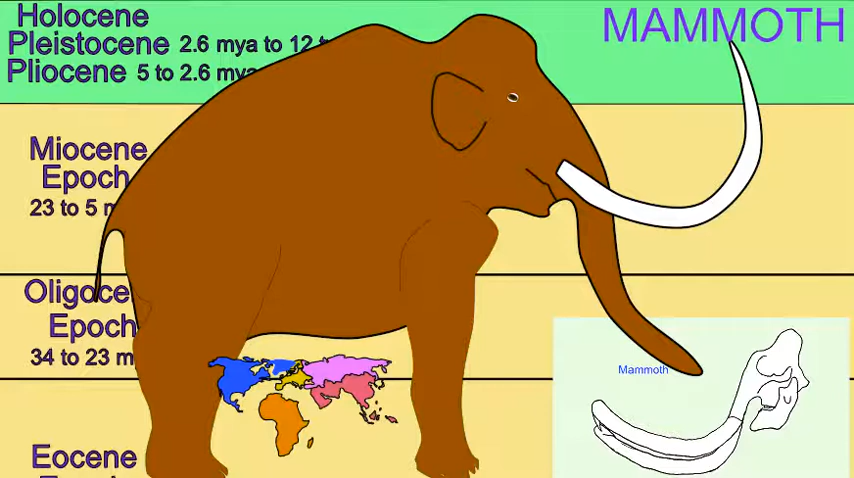 Holocene
MAMMOTH
Pleistocene 2.6 mya to 12
Pliocene 5 to 2.6 mya
Miocene
Epoch
23 to 5
Epoch
34 to 23
Mammoth
Eocene